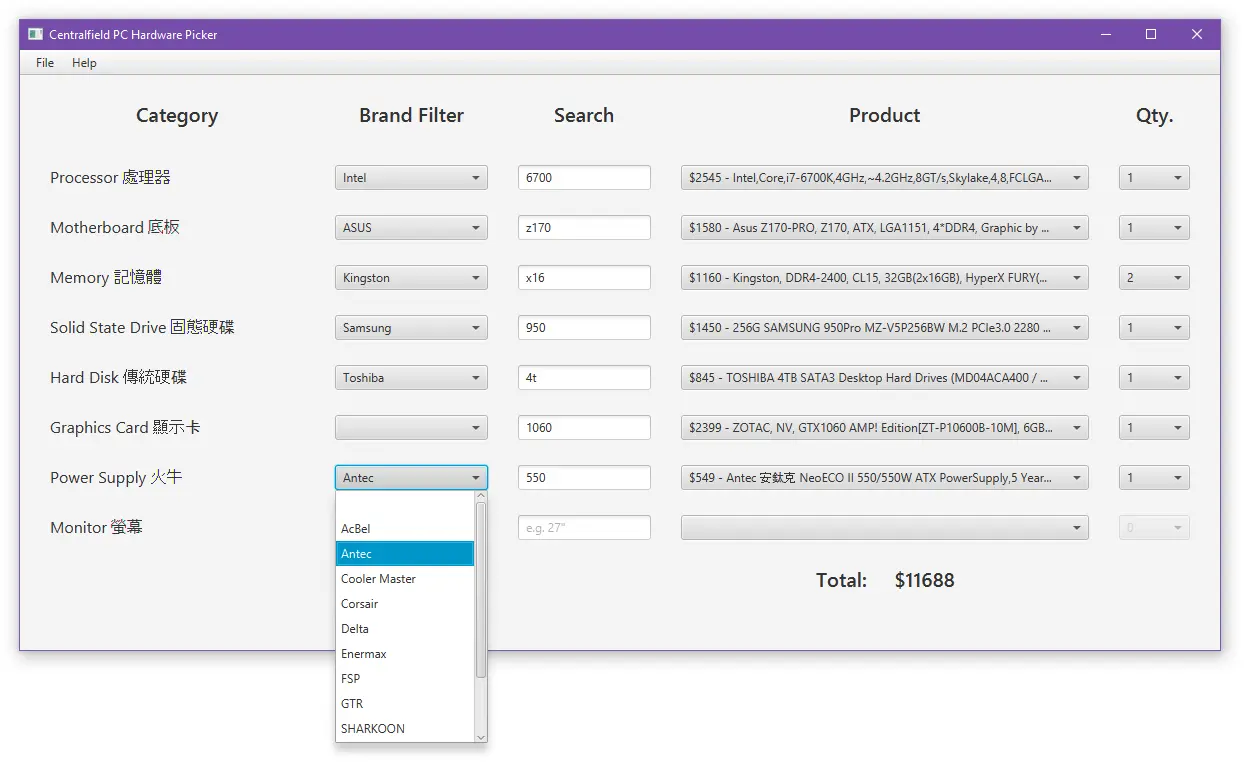 Centralfield PC Hardware Picker
File Help
Category Brand Filter Search Product Qty.
Processor 處理器 Intel 6700 $2545 - Intel,Core,i7-6700K,4GHz,~4.2GHz,8GT/s,Skylake,4,8,FCLGA... 1
Motherboard 底板 ASUS z170 $1580 - Asus Z170-PRO, Z170, ATX, LGA1151, 4*DDR4, Graphic by ... 1
Memory 記憶體 Kingston x16 $1160 - Kingston, DDR4-2400, CL15, 32GB(2x16GB), HyperX FURY(... 2
Solid State Drive 固態硬碟 Samsung 950 $1450 - 256G SAMSUNG 950Pro MZ-V5P256BW M.2 PCIe3.0 2280 ... 1
Hard Disk 傳統硬碟 Toshiba 4t $845 - TOSHIBA 4TB SATA3 Desktop Hard Drives (MD04ACA400 / ... 1
Graphics Card 顯示卡 1060 $2399 - ZOTAC, NV, GTX1060 AMP! Edition[ZT-P10600B-10M], 6GB... 1
Power Supply 火牛 Antec 550 $549 - Antec 安鈦克 NeoECO II 550/550W ATX PowerSupply,5 Year... 1
Monitor 螢幕 e.g. 27" 0
AcBel
Antec
Cooler Master
Total: $11688
Corsair
Delta
Enermax
FSP
GTR
SHARKOON